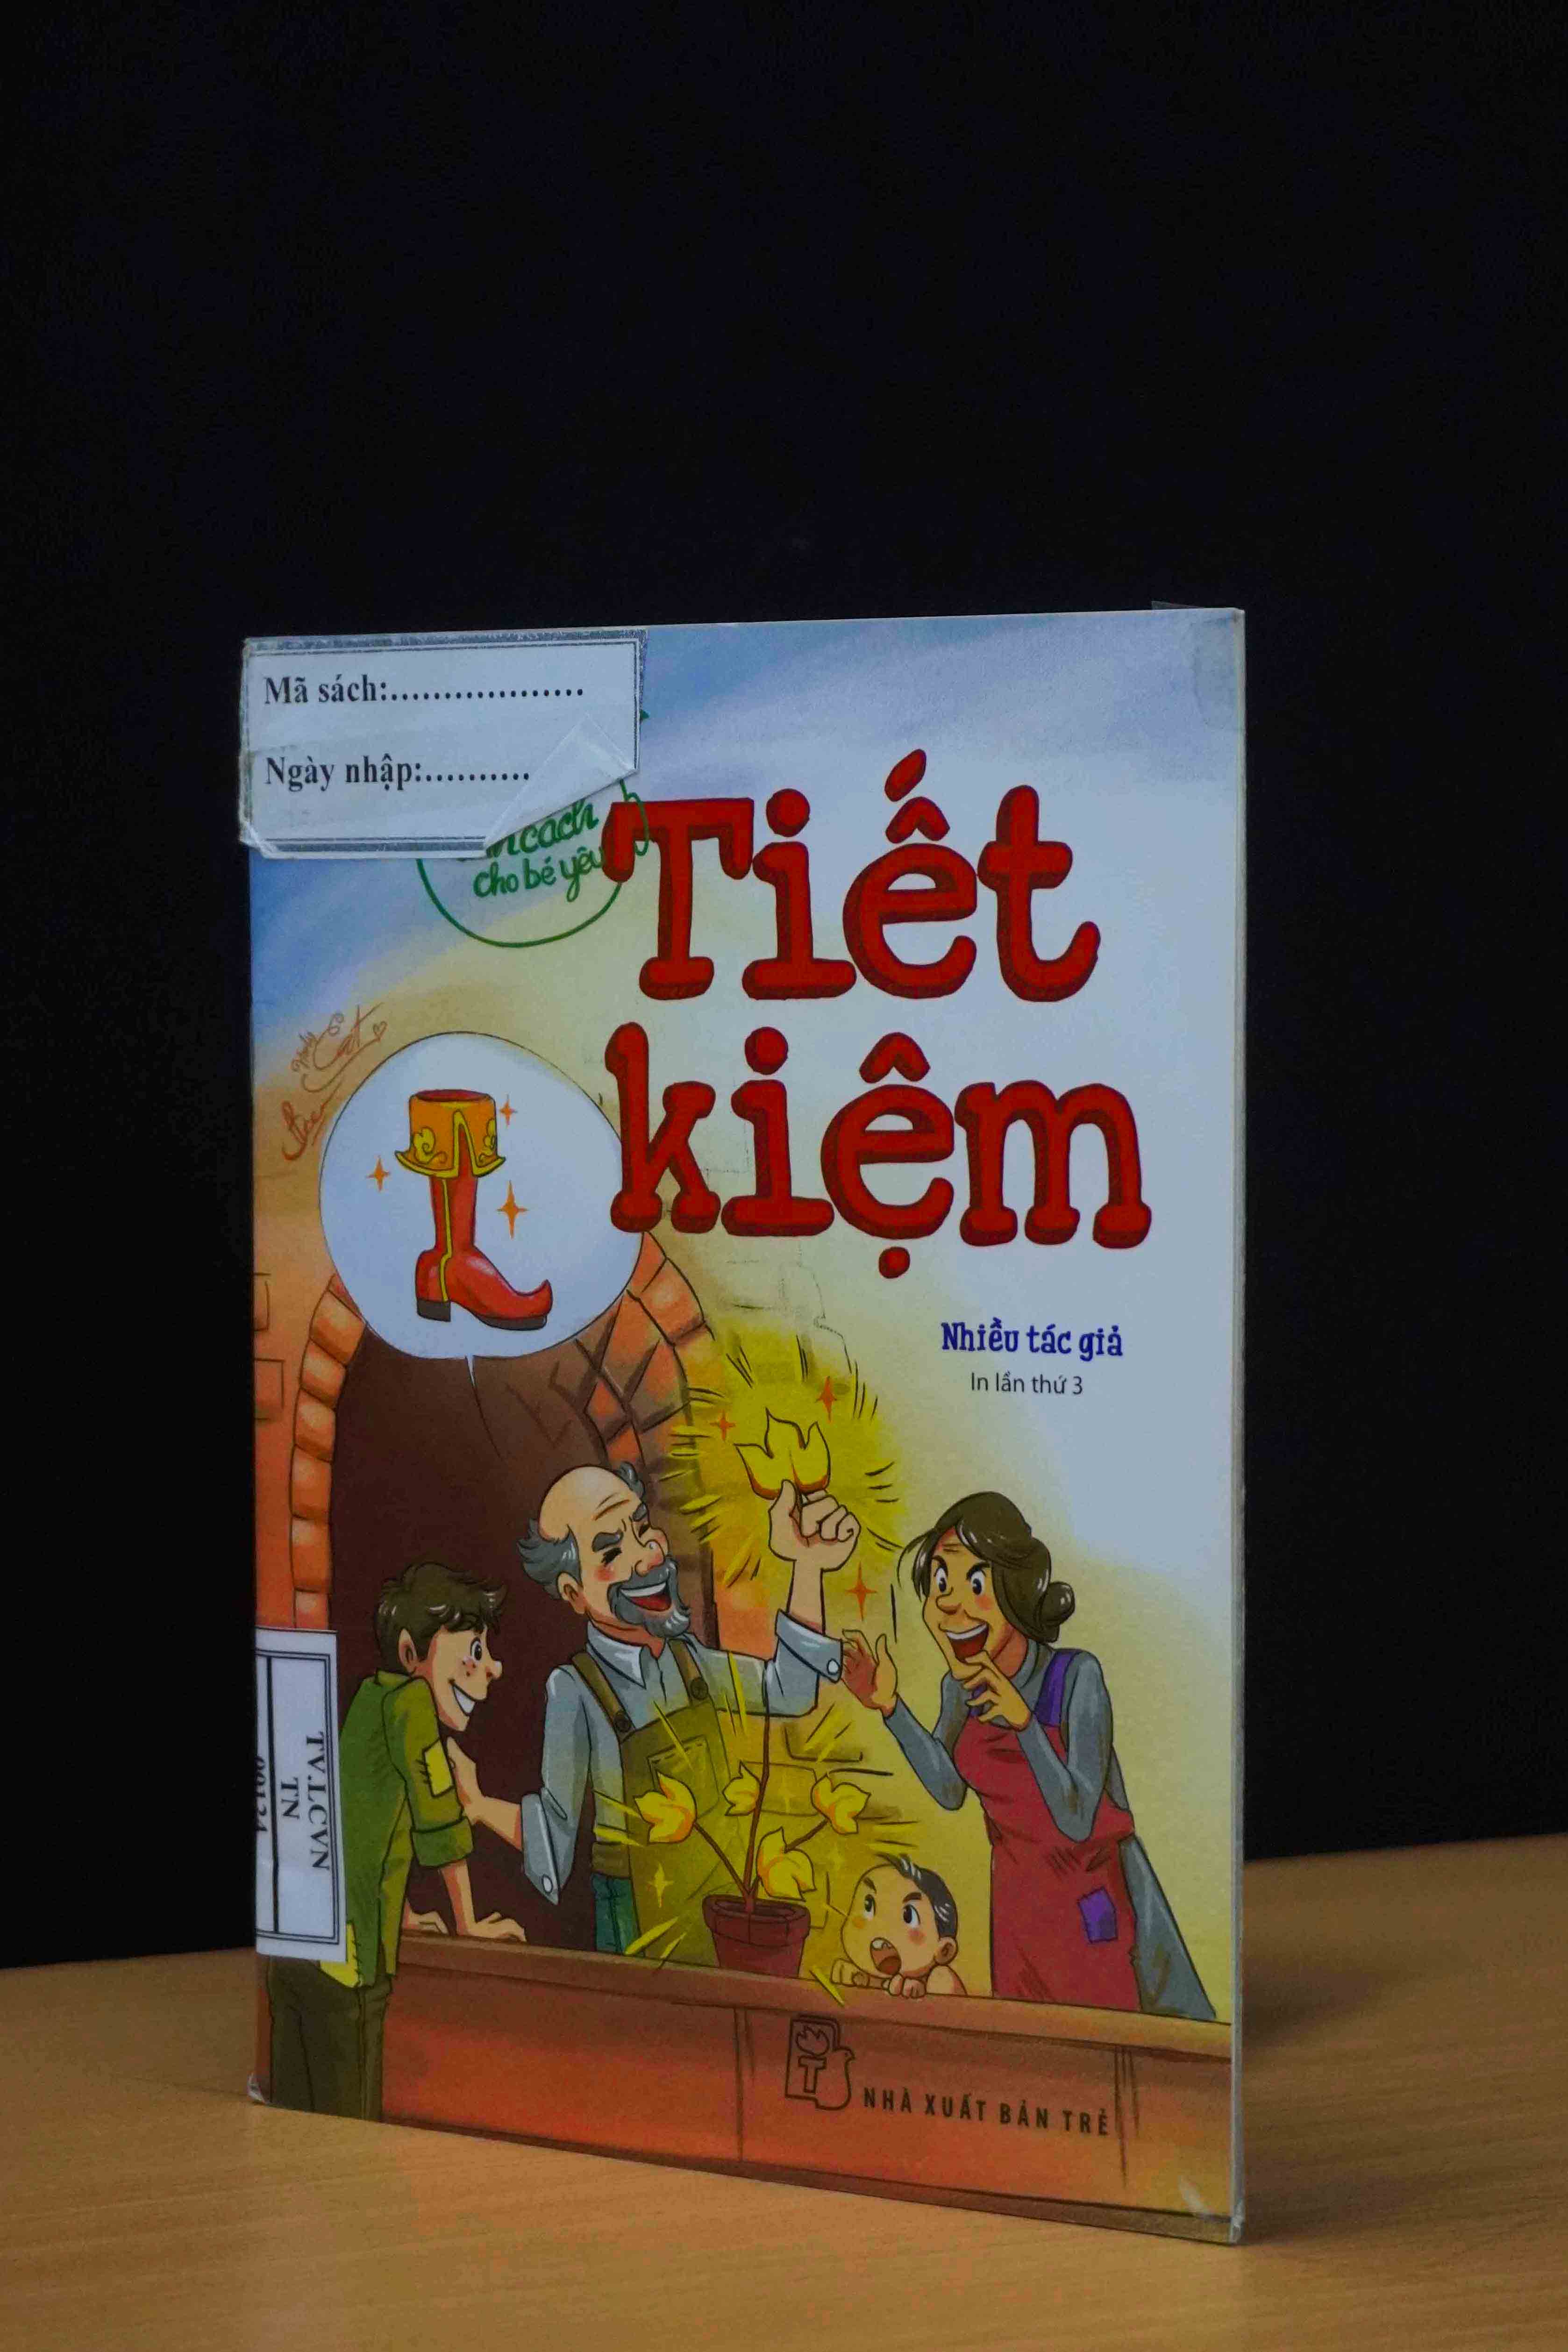 Mã sách:..................
Ngày nhập:..........
cách
cho bé yêu
Tiết
kiệm
Nhiều tác giả
In lần thứ 3
TV.LCVN
TN
T
NHÀ XUẤT BẢN TRẺ